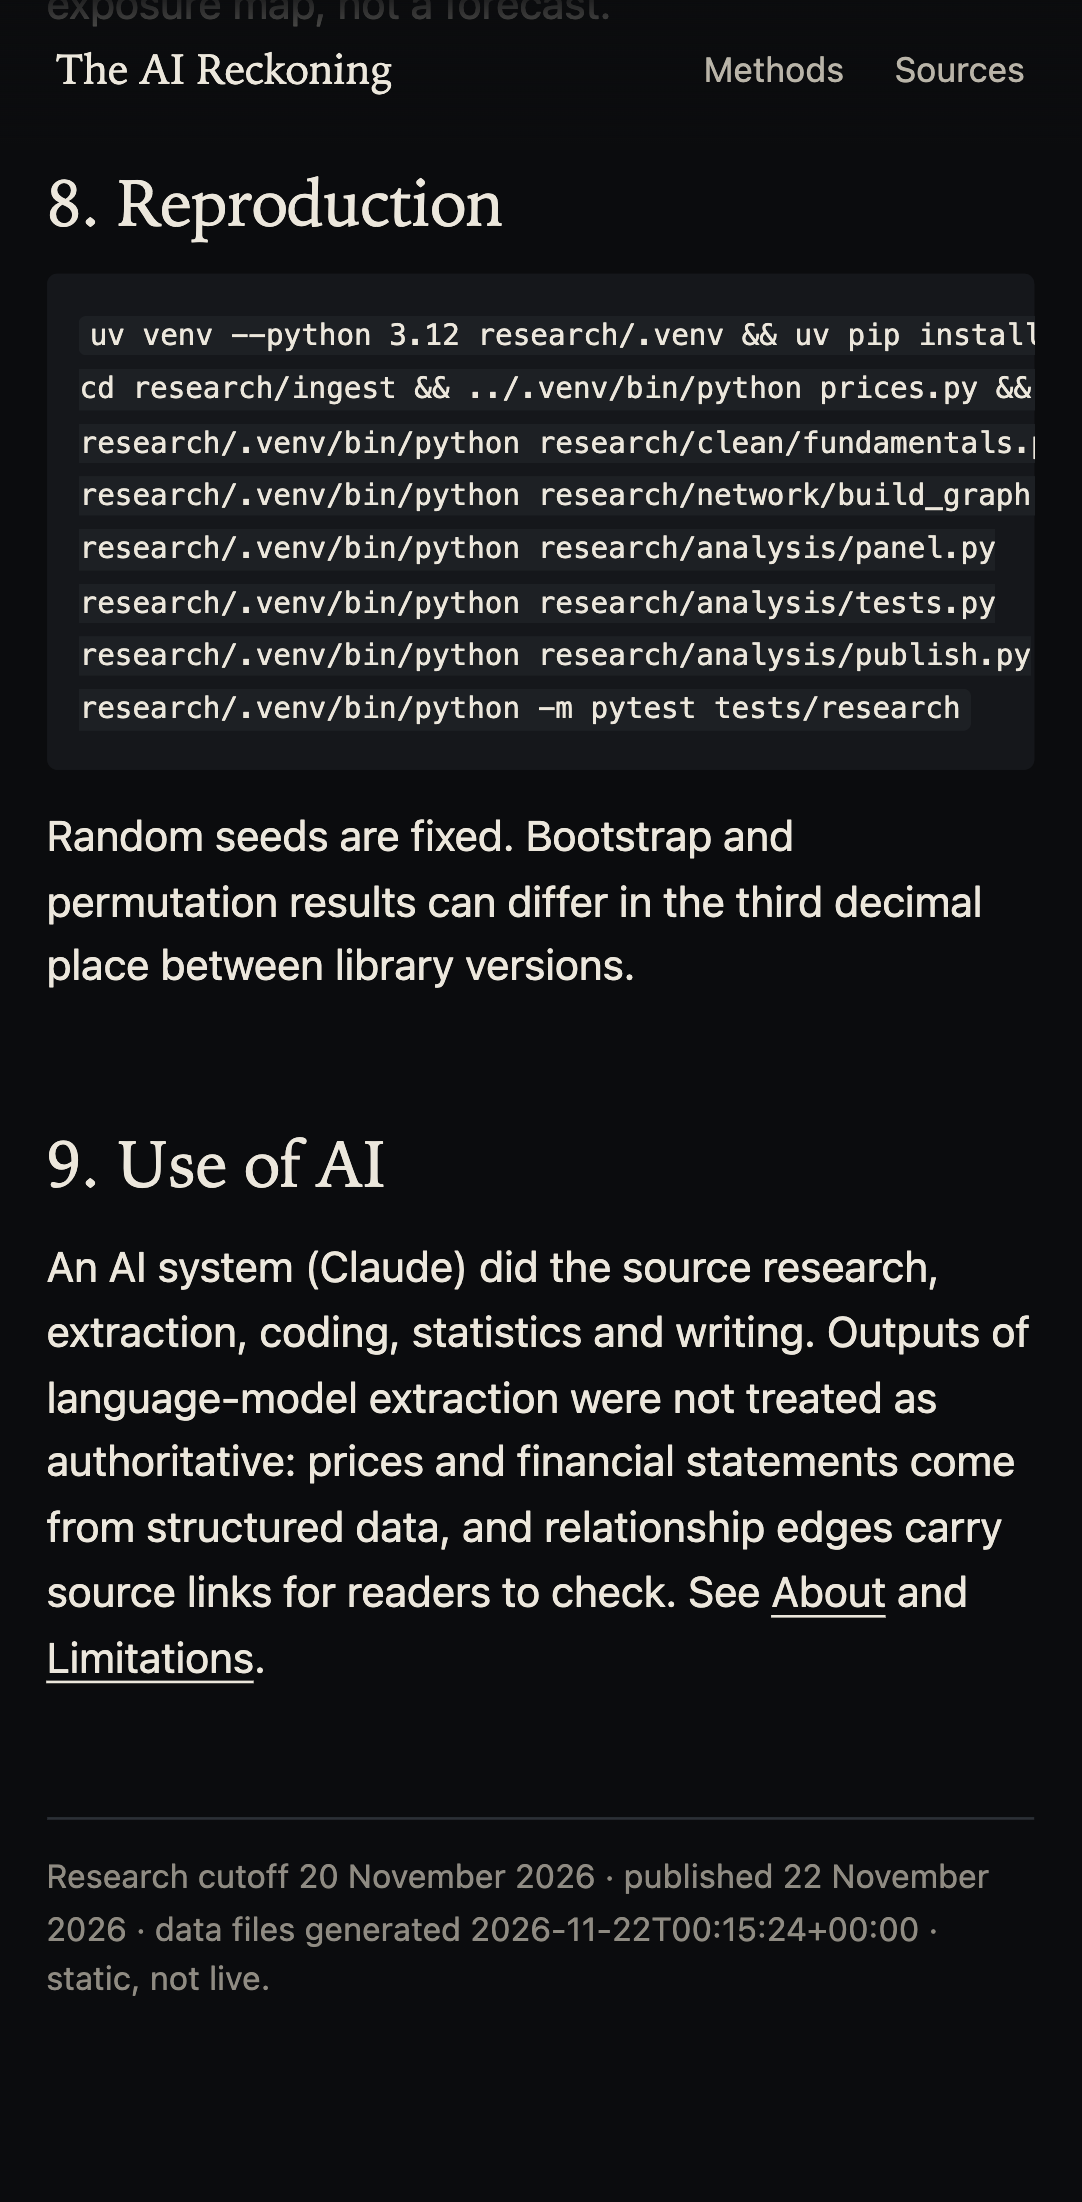 exposure map, not a forecast.
The AI Reckoning
Methods Sources
8. Reproduction
uv venv --python 3.12 research/.venv && uv pip install
cd research/ingest && ../.venv/bin/python prices.py &&
research/.venv/bin/python research/clean/fundamentals.
research/.venv/bin/python research/network/build_graph
research/.venv/bin/python research/analysis/panel.py
research/.venv/bin/python research/analysis/tests.py
research/.venv/bin/python research/analysis/publish.py
research/.venv/bin/python -m pytest tests/research
Random seeds are fixed. Bootstrap and
permutation results can differ in the third decimal
place between library versions.
9. Use of AI
An AI system (Claude) did the source research,
extraction, coding, statistics and writing. Outputs of
language-model extraction were not treated as
authoritative: prices and financial statements come
from structured data, and relationship edges carry
source links for readers to check. See About and
Limitations.
Research cutoff 20 November 2026 · published 22 November
2026 · data files generated 2026-11-22T00:15:24+00:00 ·
static, not live.